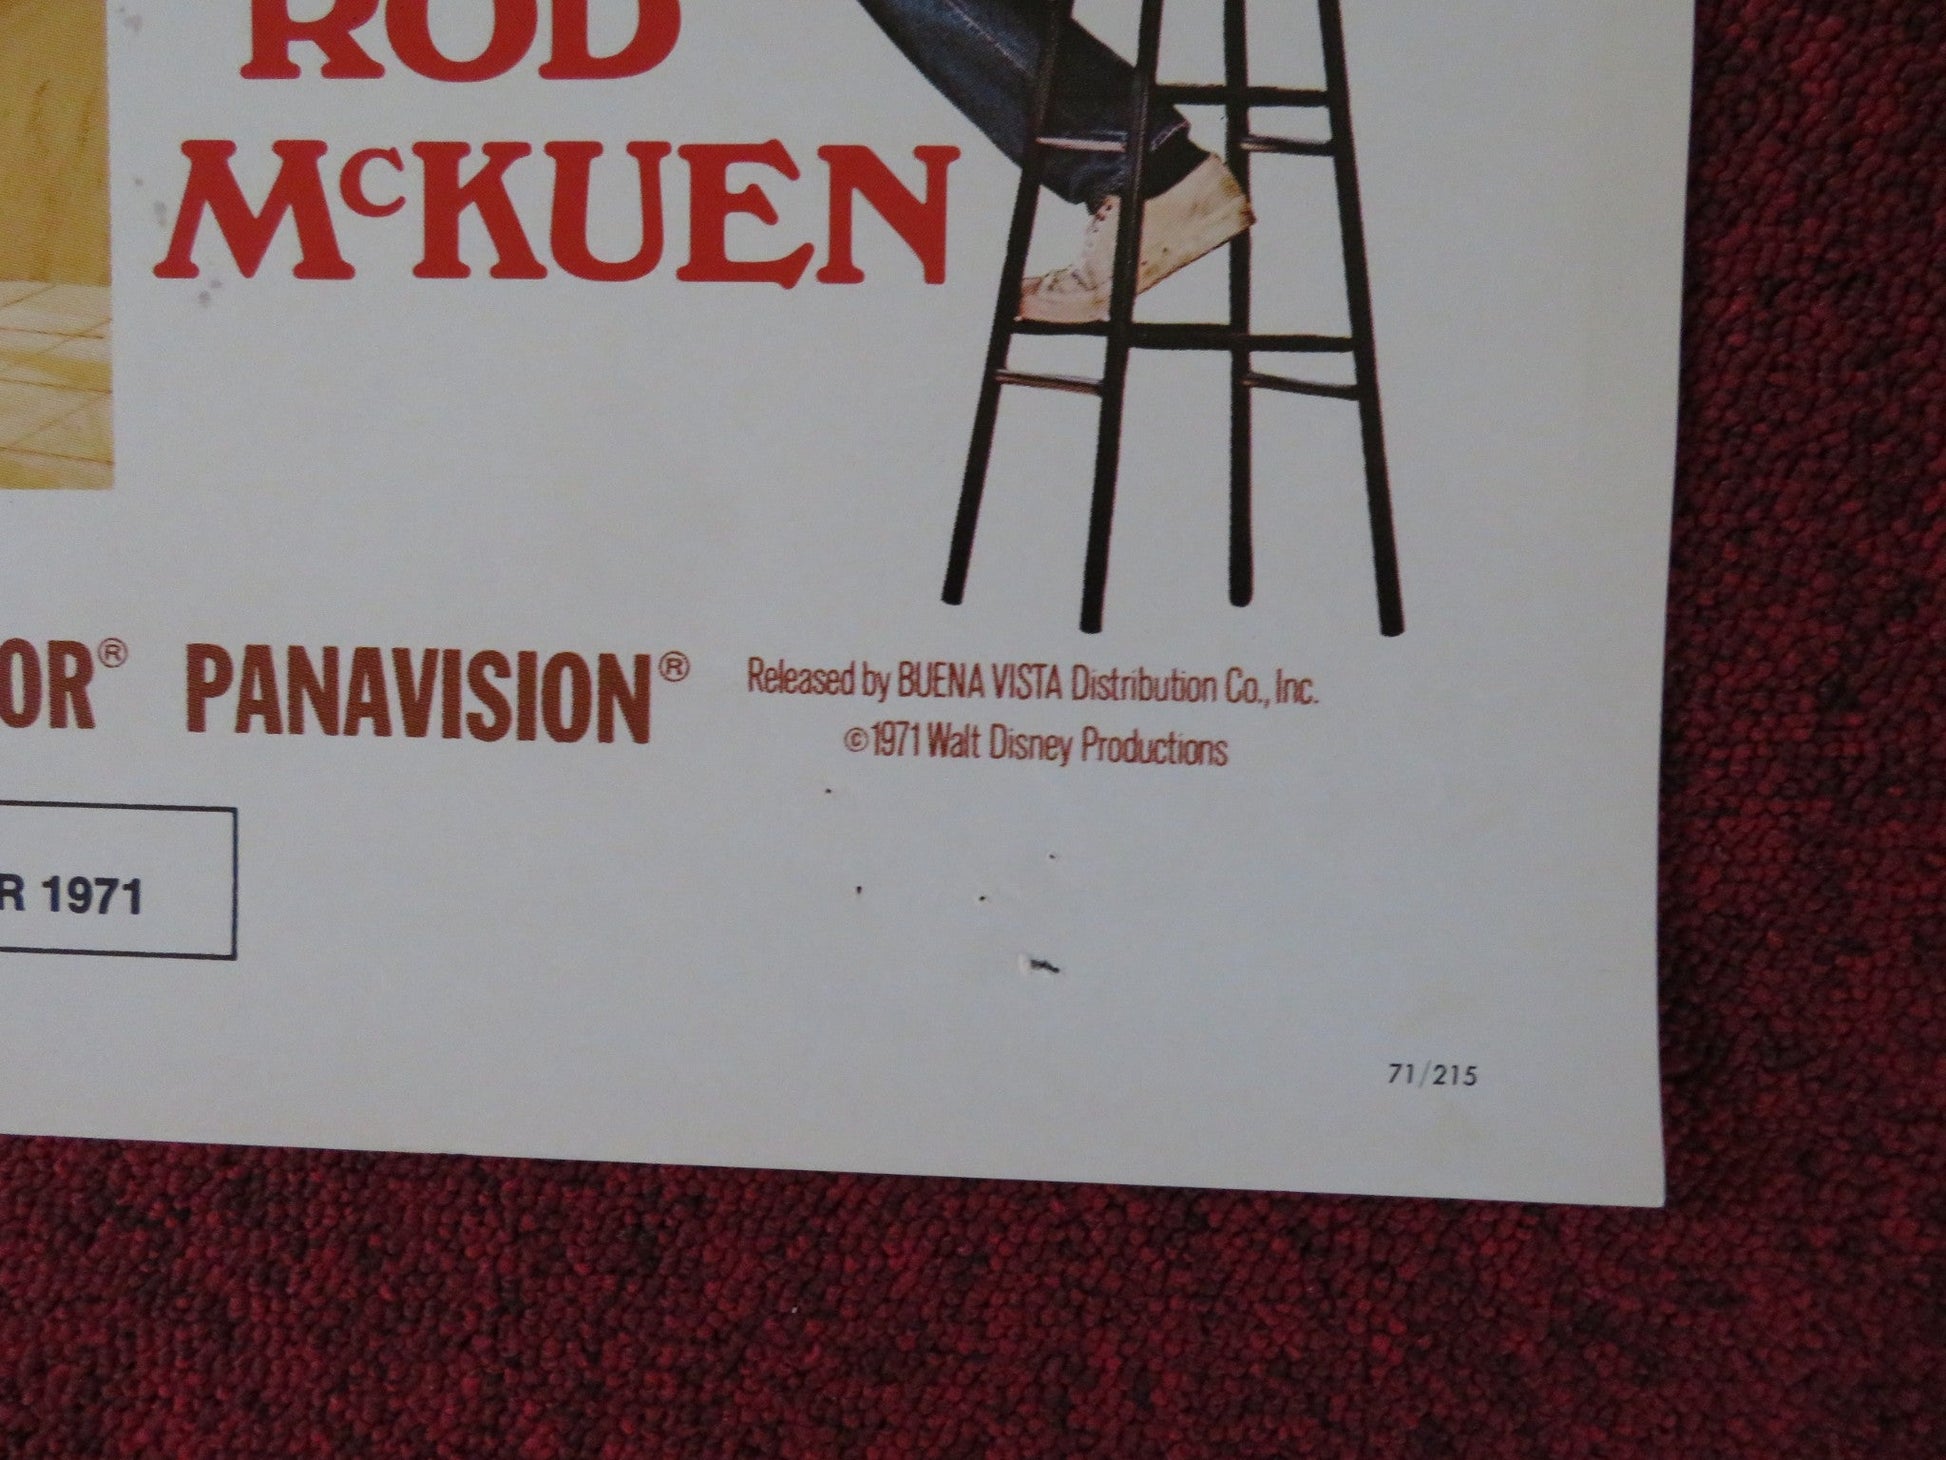 ROD
McKUEN
OR® PANAVISION®
Released by BUENA VISTA Distribution Co., Inc.
©1971 Walt Disney Productions
R 1971
71/215